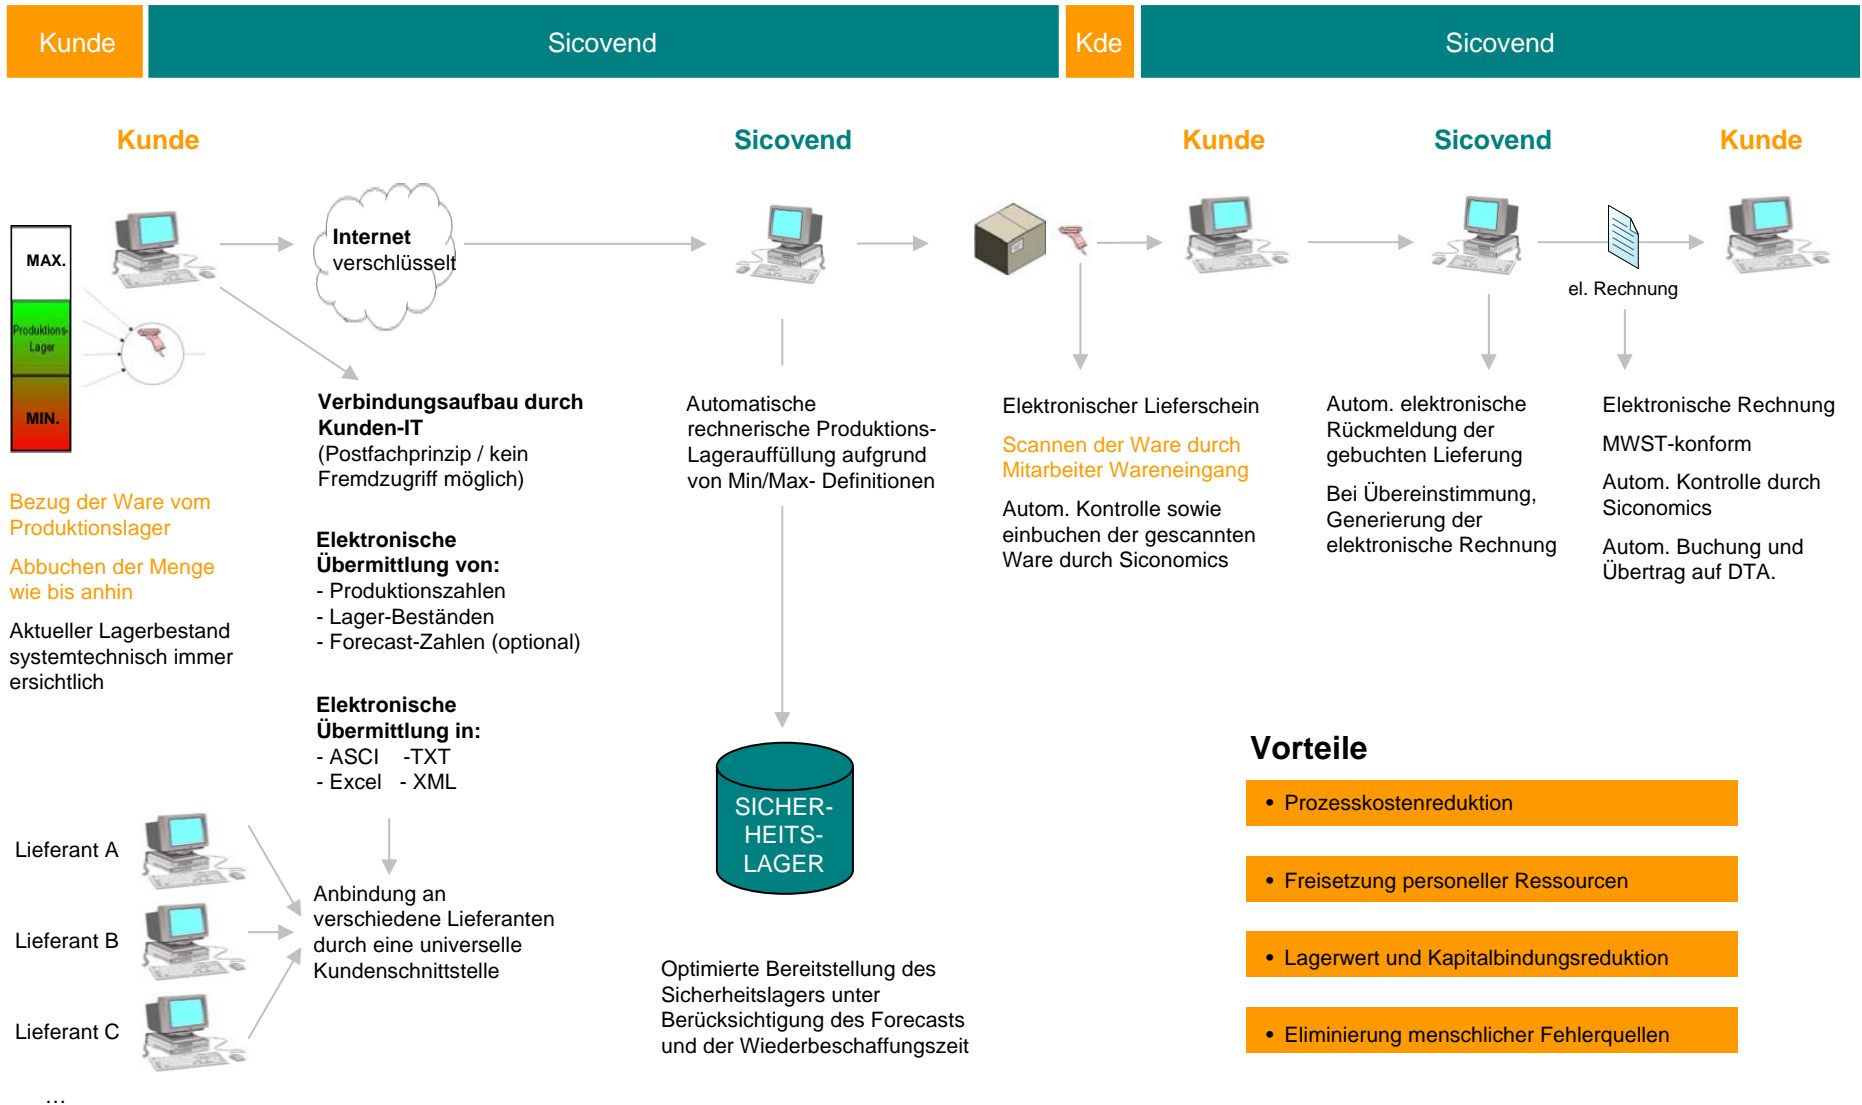 Kunde
Sicovend
Kde
Sicovend
Kunde
Sicovend
Kunde
Sicovend
Kunde
MAX.
Produktions-
Lager
MIN.
Internet
verschlüsselt
el. Rechnung
Bezug der Ware vom
Produktionslager
Abbuchen der Menge
wie bis anhin
Aktueller Lagerbestand
systemtechnisch immer
ersichtlich
Verbindungsaufbau durch
Kunden-IT
(Postfachprinzip / kein
Fremdzugriff möglich)
Elektronische
Übermittlung von:
- Produktionszahlen
- Lager-Beständen
- Forecast-Zahlen (optional)
Elektronische
Übermittlung in:
- ASCI -TXT
- Excel - XML
Lieferant A
Lieferant B
Lieferant C
...
Anbindung an
verschiedene Lieferanten
durch eine universelle
Kundenschnittstelle
Automatische
rechnerische Produktions-
Lagerauffüllung aufgrund
von Min/Max- Definitionen
SICHER-
HEITS-
LAGER
Optimierte Bereitstellung des
Sicherheitslagers unter
Berücksichtigung des Forecasts
und der Wiederbeschaffungszeit
Elektronischer Lieferschein
Scannen der Ware durch
Mitarbeiter Wareneingang
Autom. Kontrolle sowie
einbuchen der gescannten
Ware durch Siconomics
Autom. elektronische
Rückmeldung der
gebuchten Lieferung
Bei Übereinstimmung,
Generierung der
elektronische Rechnung
Elektronische Rechnung
MWST-konform
Autom. Kontrolle durch
Siconomics
Autom. Buchung und
Übertrag auf DTA.
Vorteile
• Prozesskostenreduktion
• Freisetzung personeller Ressourcen
• Lagerwert und Kapitalbindungsreduktion
• Eliminierung menschlicher Fehlerquellen